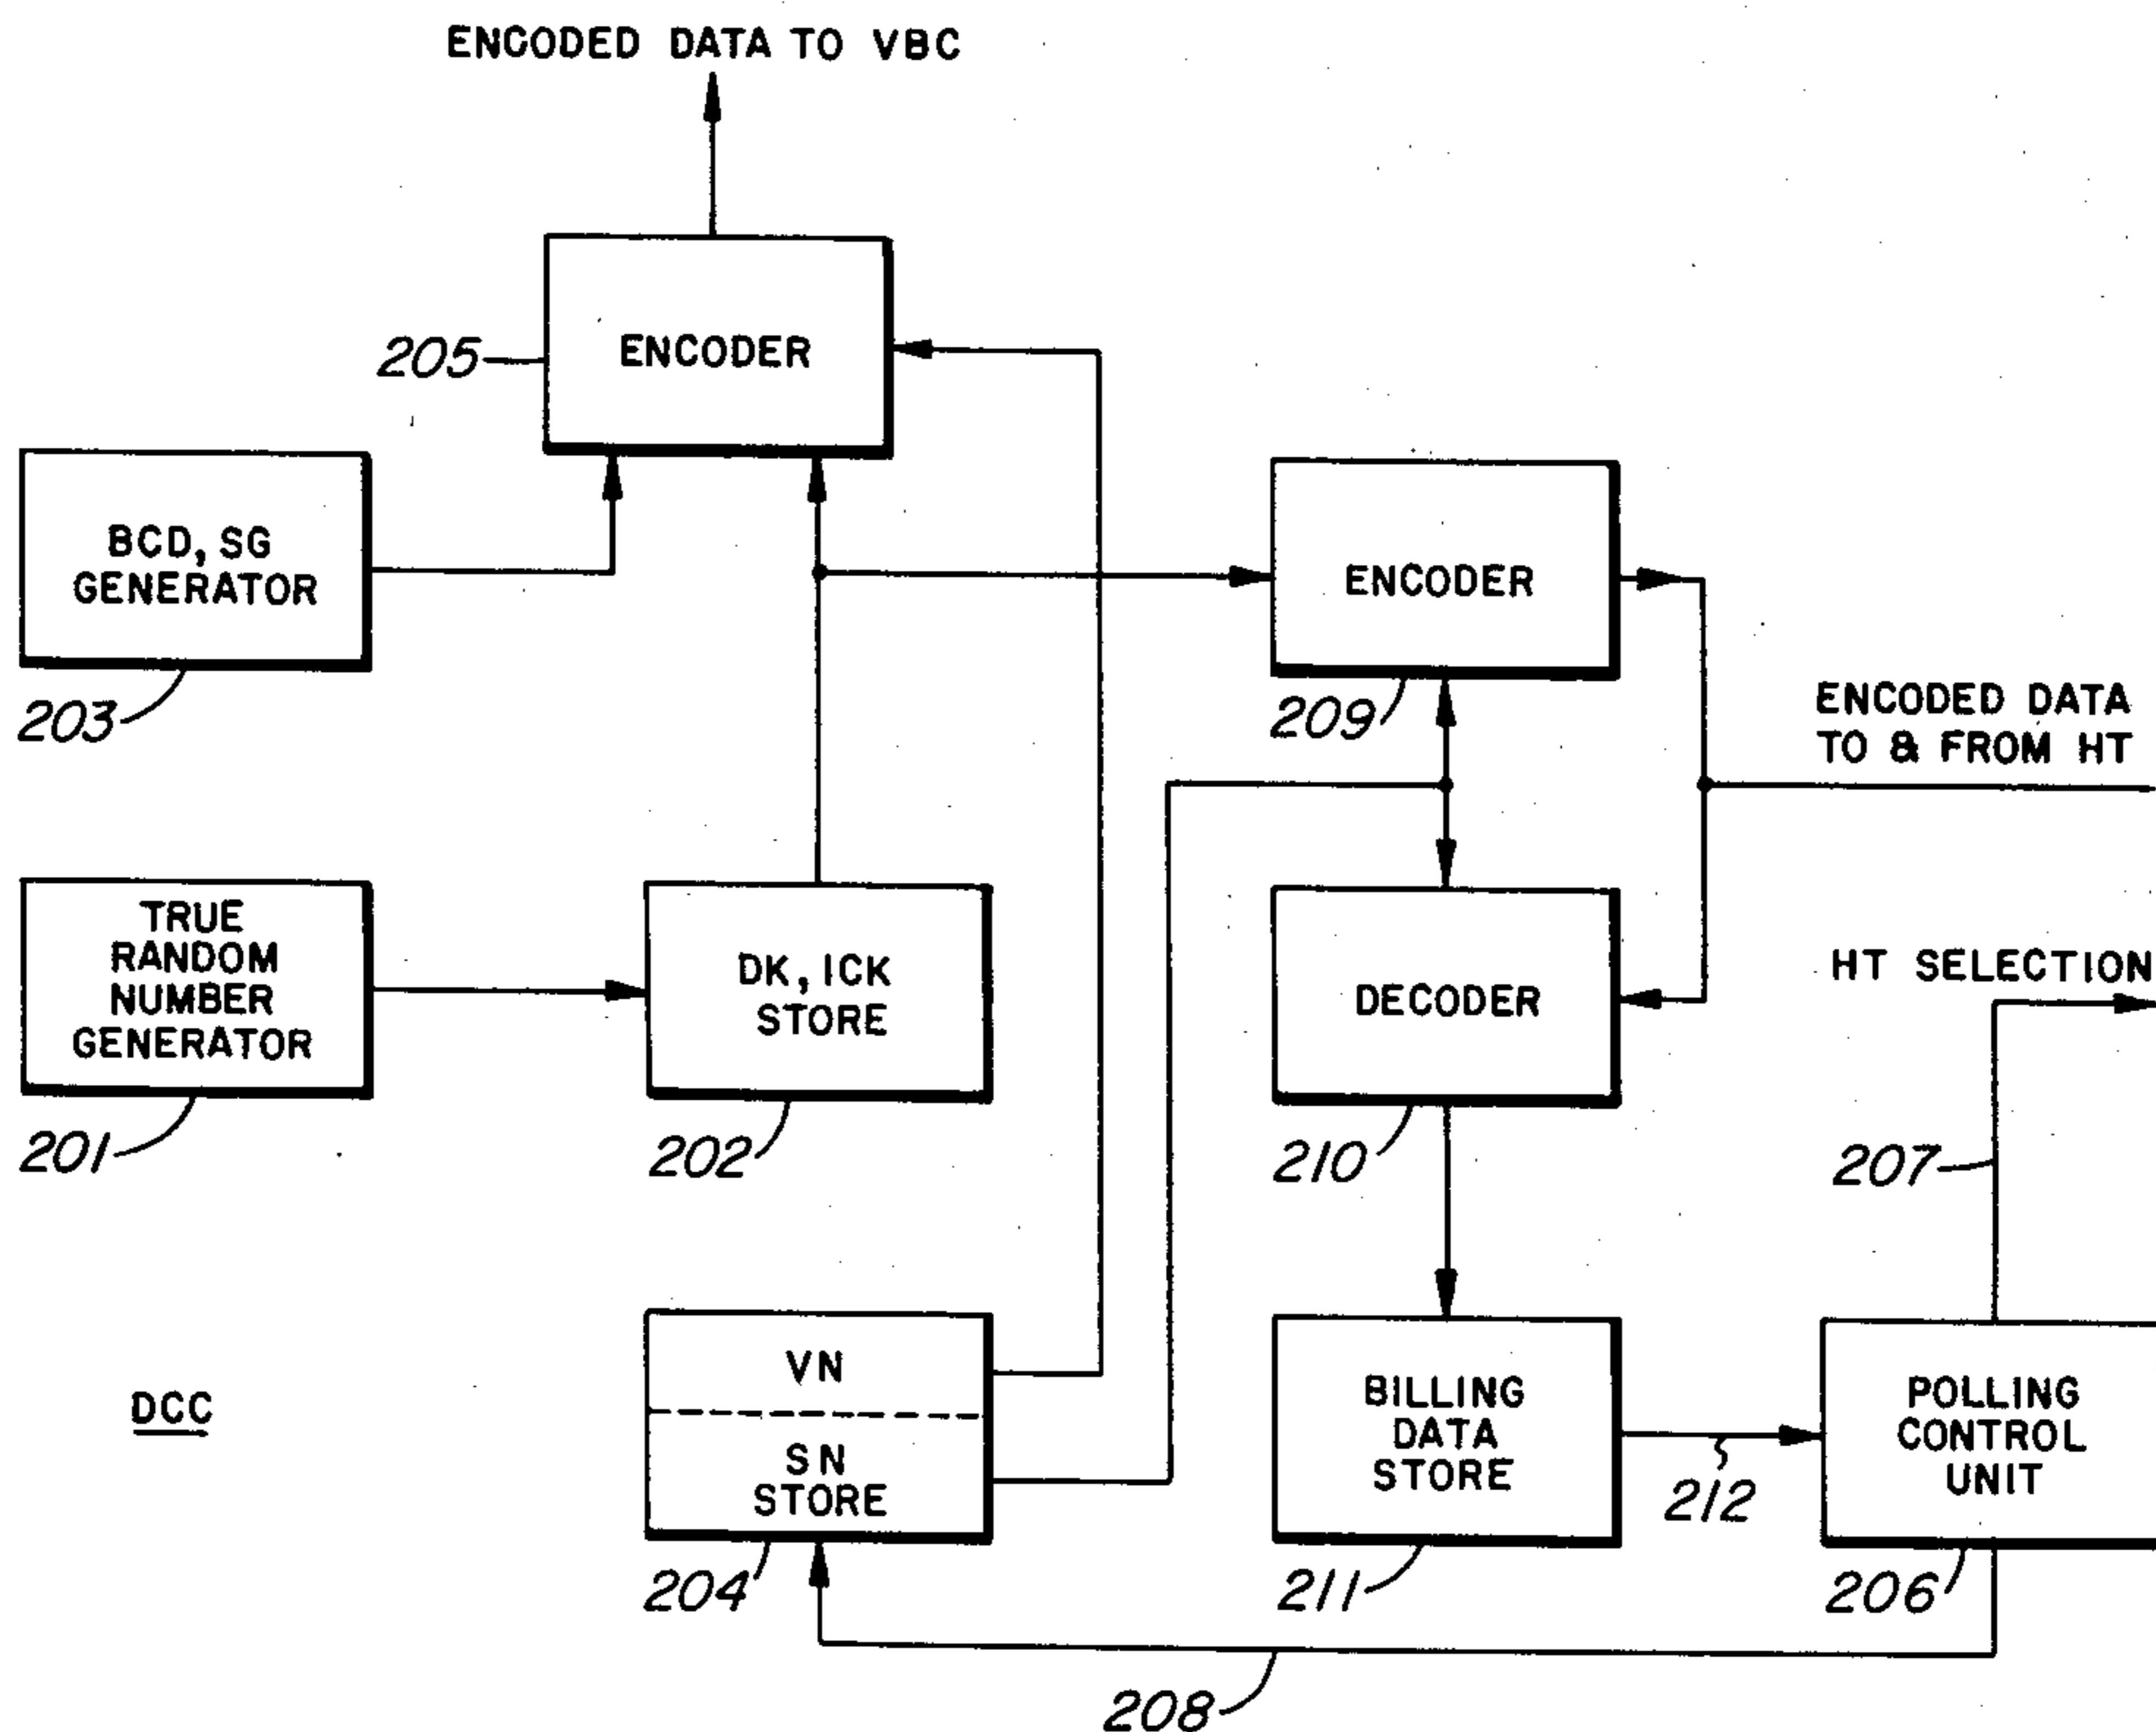 ENCODED DATA TO VBC
ENCODER
205
BCD, SG
GENERATOR
203
ENCODER
209
ENCODED DATA
TO & FROM HT
TRUE
RANDOM
NUMBER
GENERATOR
201
DK, ICK
STORE
202
DECODER
210
HT SELECTION
207
DCC
VN
SN
STORE
204
BILLING
DATA
STORE
211
212
POLLING
CONTROL
UNIT
206
208